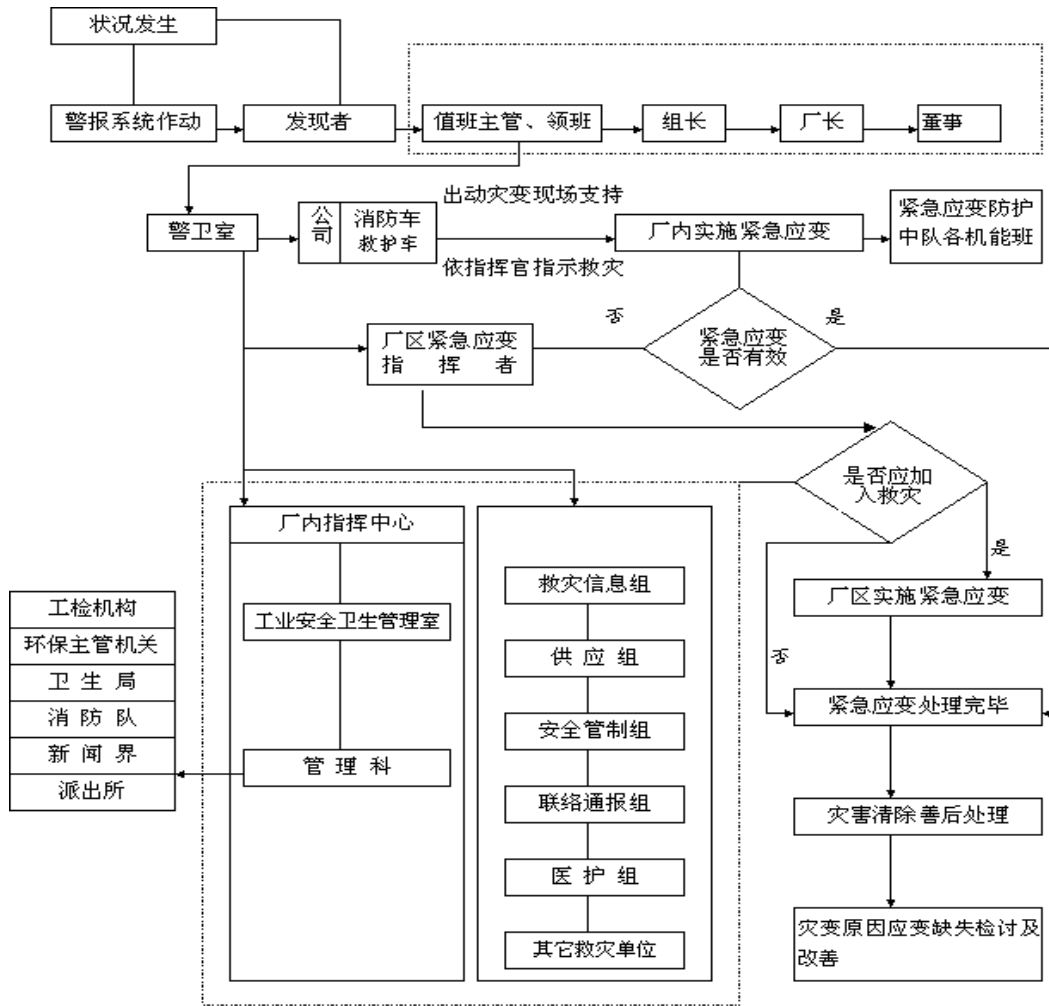 状况发生
警报系统作动
发现者
值班主管、领班
组长
厂长
董事
警卫室
公司
消防车
救护车
出动灾变现场支持
依指挥官指示救灾
厂内实施紧急应变
紧急应变防护
中队各机能班
否
紧急应变
是否有效
是
厂区紧急应变
指 挥 者
是否应加
入救灾
是
否
厂内指挥中心
工业安全卫生管理室
管 理 科
救灾信息组
供 应 组
安全管制组
联络通报组
医 护 组
其它救灾单位
工检机构
环保主管机关
卫 生 局
消 防 队
新 闻 界
派出所
厂区实施紧急应变
紧急应变处理完毕
灾害清除善后处理
灾变原因应变缺失检讨及
改善